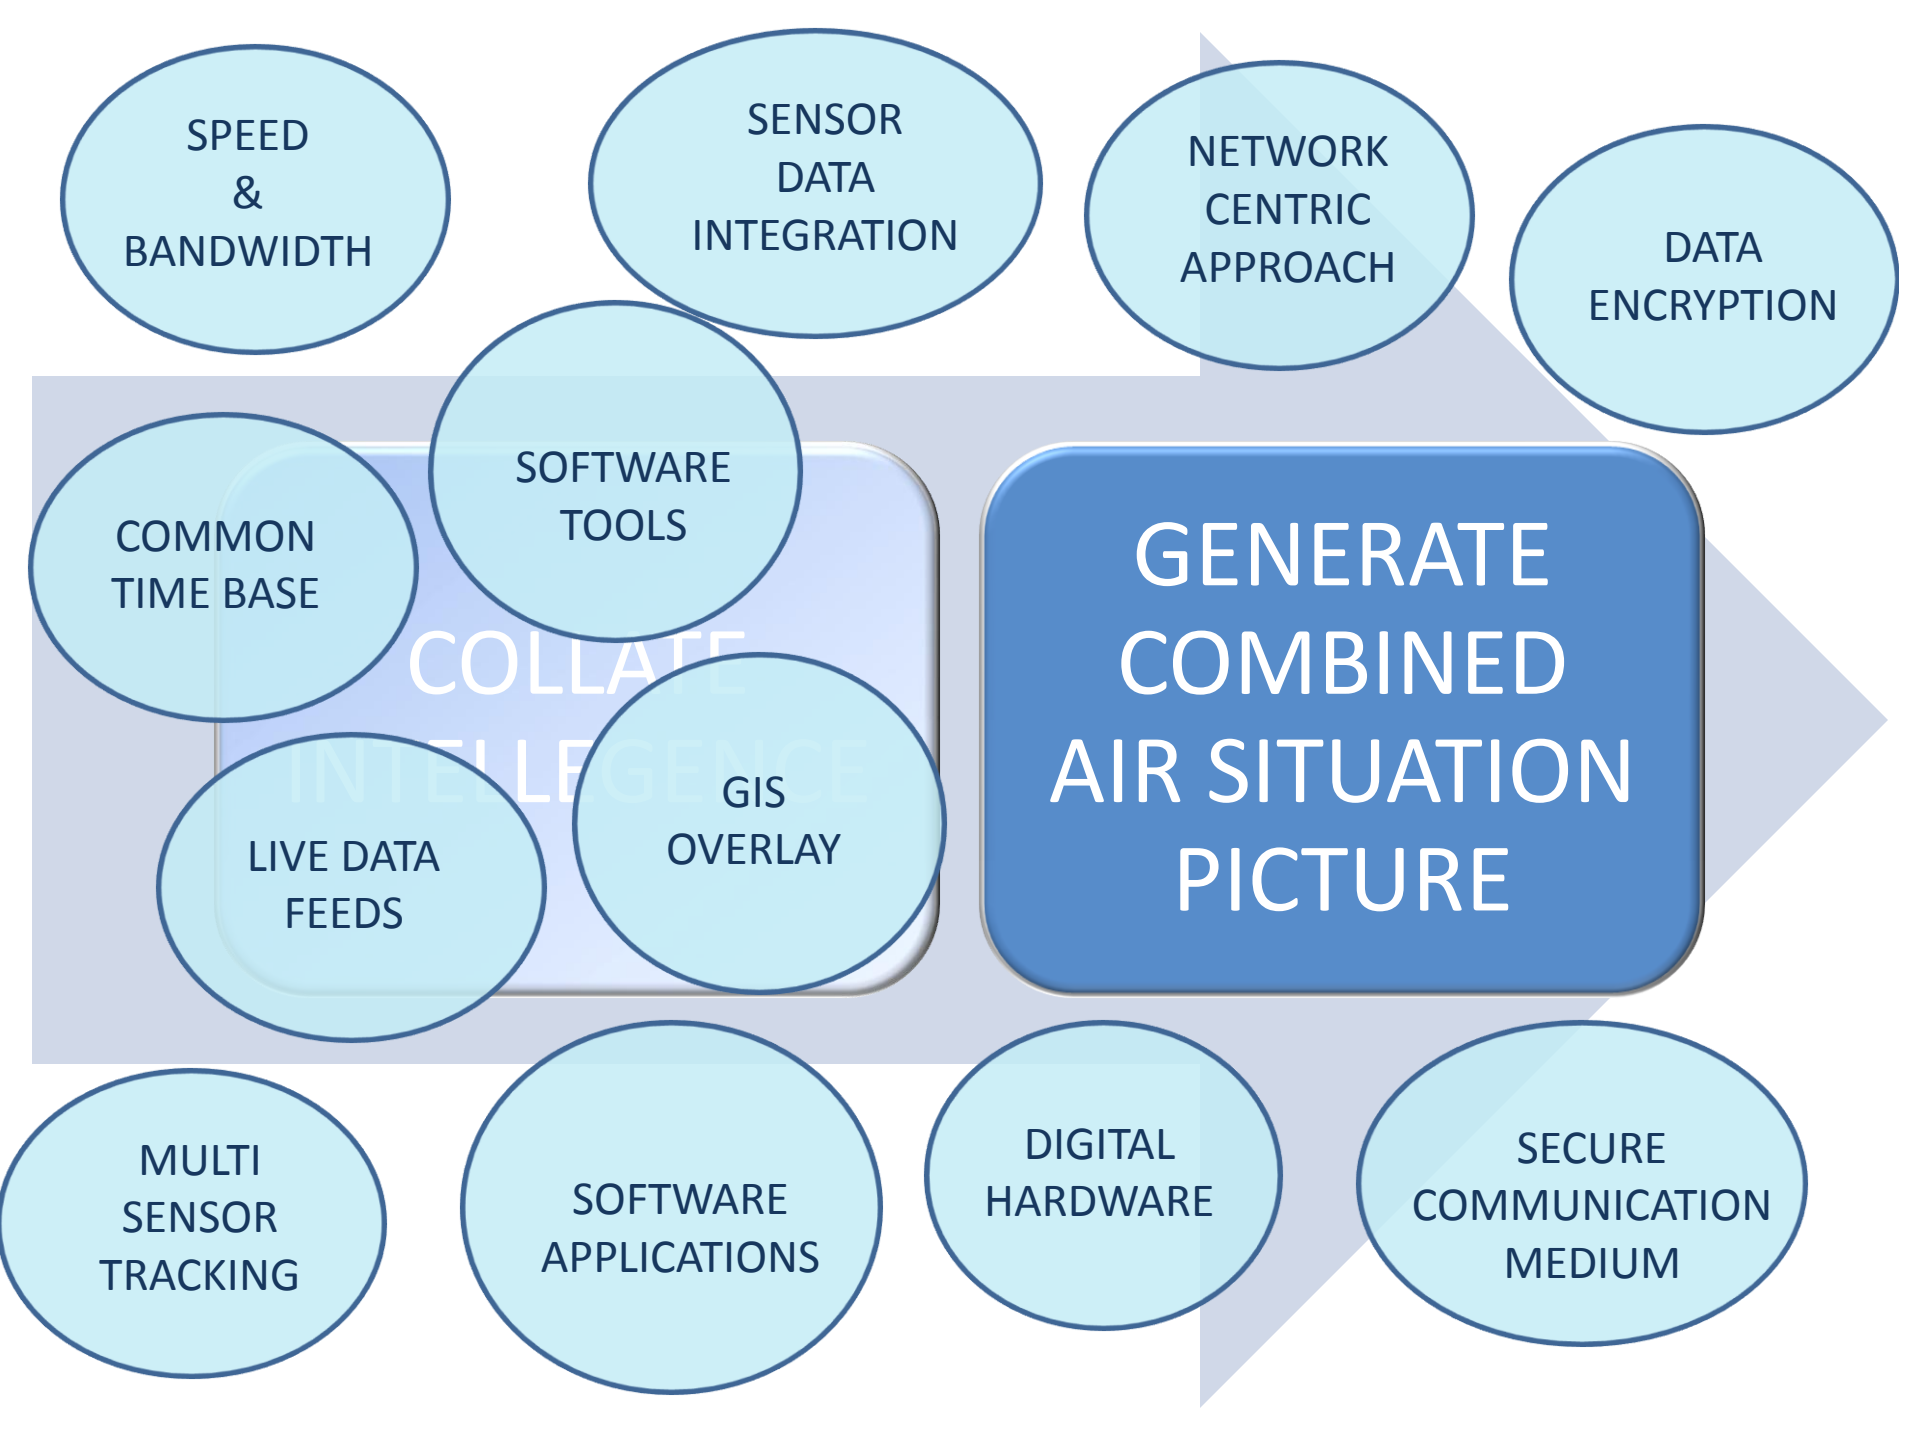 SPEED
&
BANDWIDTH
SENSOR
DATA
INTEGRATION
NETWORK
CENTRIC
APPROACH
DATA
ENCRYPTION
COMMON
TIME BASE
SOFTWARE
TOOLS
COLLATE
INTELLEGENCE
GENERATE
COMBINED
AIR SITUATION
PICTURE
LIVE DATA
FEEDS
GIS
OVERLAY
MULTI
SENSOR
TRACKING
SOFTWARE
APPLICATIONS
DIGITAL
HARDWARE
SECURE
COMMUNICATION
MEDIUM